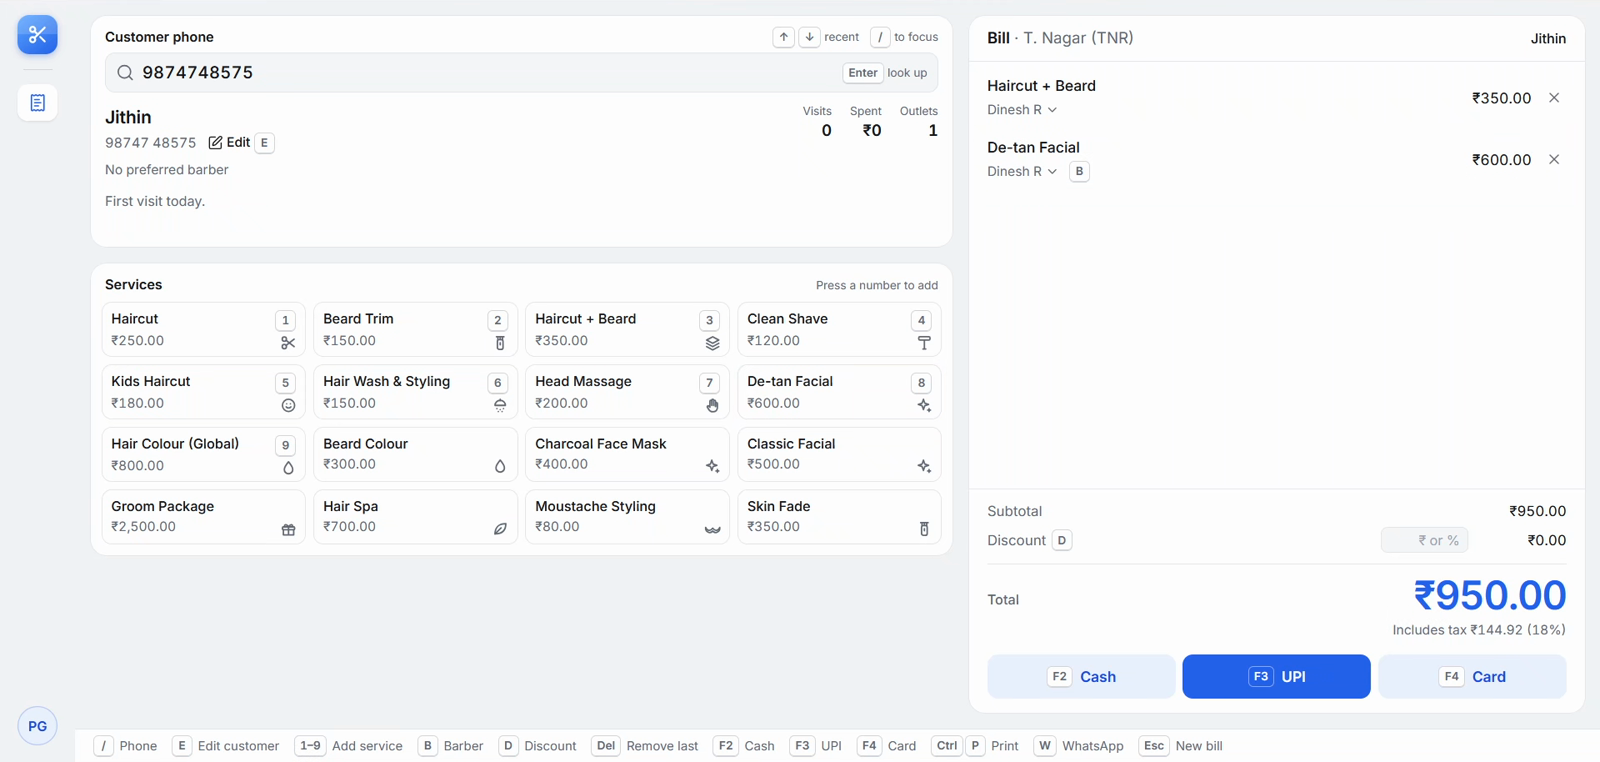 Customer phone
↑ ↓ recent / to focus
9874748575
Enter look up
Jithin
98747 48575 Edit E
No preferred barber
First visit today.
Visits Spent Outlets
0 ₹0 1
Services
Press a number to add
Haircut 1
₹250.00
Beard Trim 2
₹150.00
Haircut + Beard 3
₹350.00
Clean Shave 4
₹120.00
Kids Haircut 5
₹180.00
Hair Wash & Styling 6
₹150.00
Head Massage 7
₹200.00
De-tan Facial 8
₹600.00
Hair Colour (Global) 9
₹800.00
Beard Colour
₹300.00
Charcoal Face Mask
₹400.00
Classic Facial
₹500.00
Groom Package
₹2,500.00
Hair Spa
₹700.00
Moustache Styling
₹80.00
Skin Fade
₹350.00
Bill · T. Nagar (TNR)
Jithin
Haircut + Beard
Dinesh R
₹350.00
De-tan Facial
Dinesh R B
₹600.00
Subtotal ₹950.00
Discount D ₹ or % ₹0.00
Total ₹950.00
Includes tax ₹144.92 (18%)
F2 Cash F3 UPI F4 Card
PG
/ Phone E Edit customer 1–9 Add service B Barber D Discount Del Remove last F2 Cash F3 UPI F4 Card Ctrl P Print W WhatsApp Esc New bill